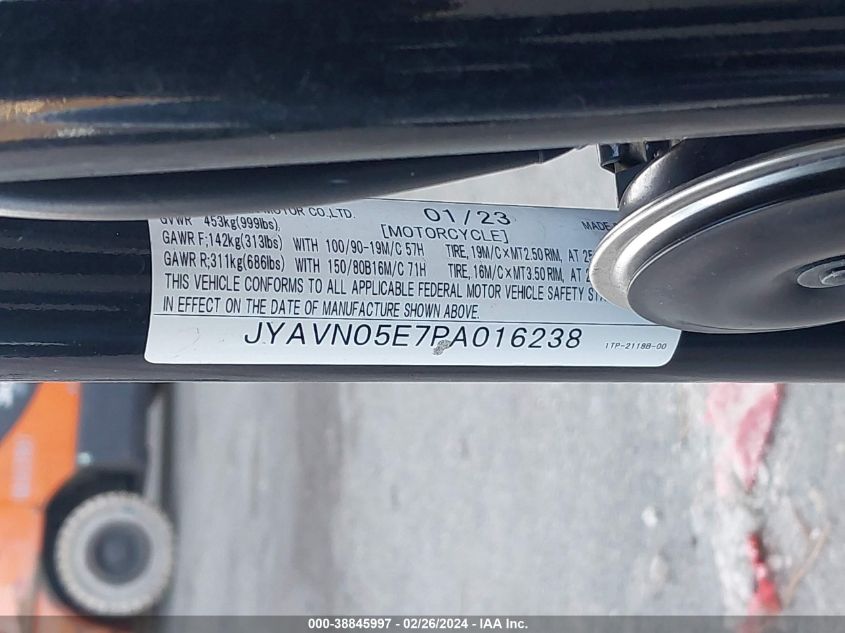 MOTOR CO.,LTD. 01/23 MADE
GVWR 453kg(999lbs) [MOTORCYCLE]
GAWR F;142kg(313lbs) WITH 100/90-19M/C 57H TIRE, 19M/C×MT2.50 RIM, AT
GAWR R;311kg(686lbs) WITH 150/80B16M/C 71H TIRE, 16M/C×MT3.50 RIM, AT
THIS VEHICLE CONFORMS TO ALL APPLICABLE FEDERAL MOTOR VEHICLE SAFETY
IN EFFECT ON THE DATE OF MANUFACTURE SHOWN ABOVE.
JYAVN05E7PA016238 1TP-2118B-00
000-38845997 - 02/26/2024 - IAA Inc.